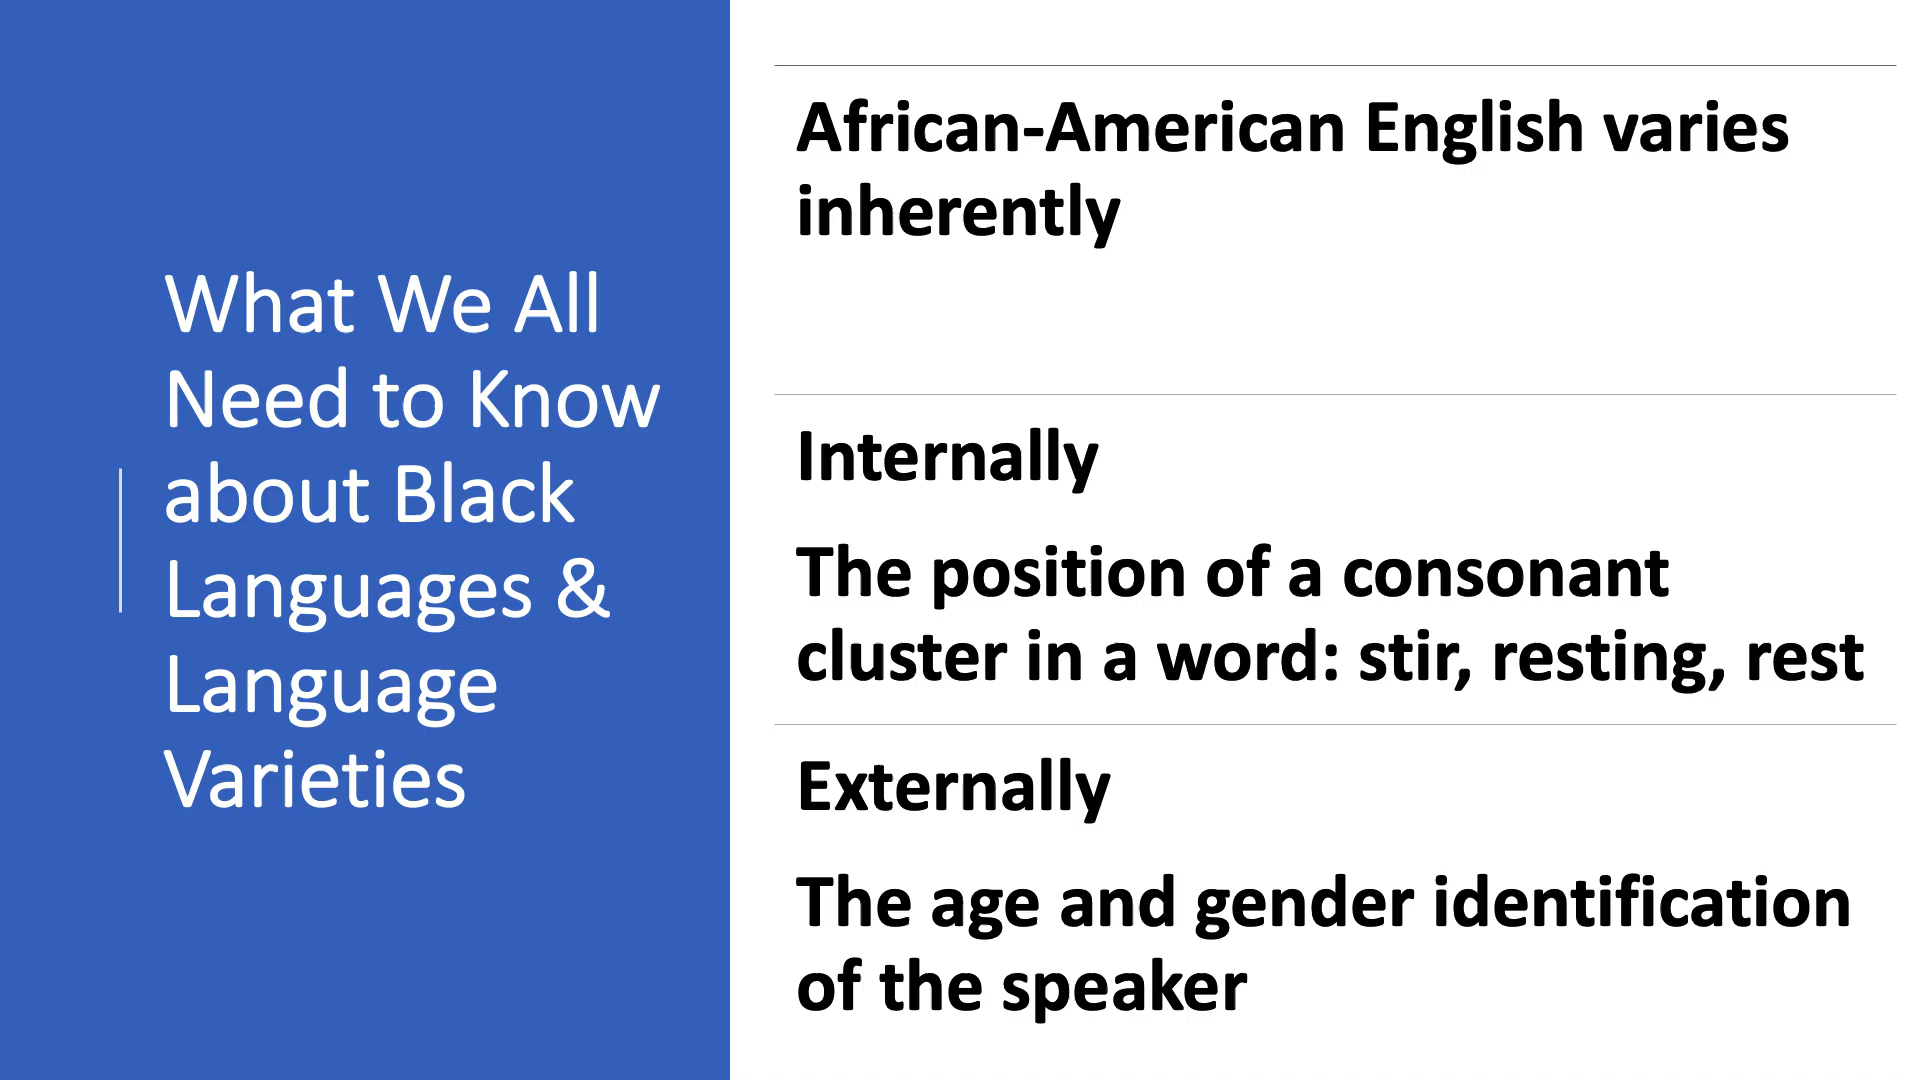 What We All
Need to Know
about Black
Languages &
Language
Varieties
African-American English varies
inherently
Internally
The position of a consonant
cluster in a word: stir, resting, rest
Externally
The age and gender identification
of the speaker